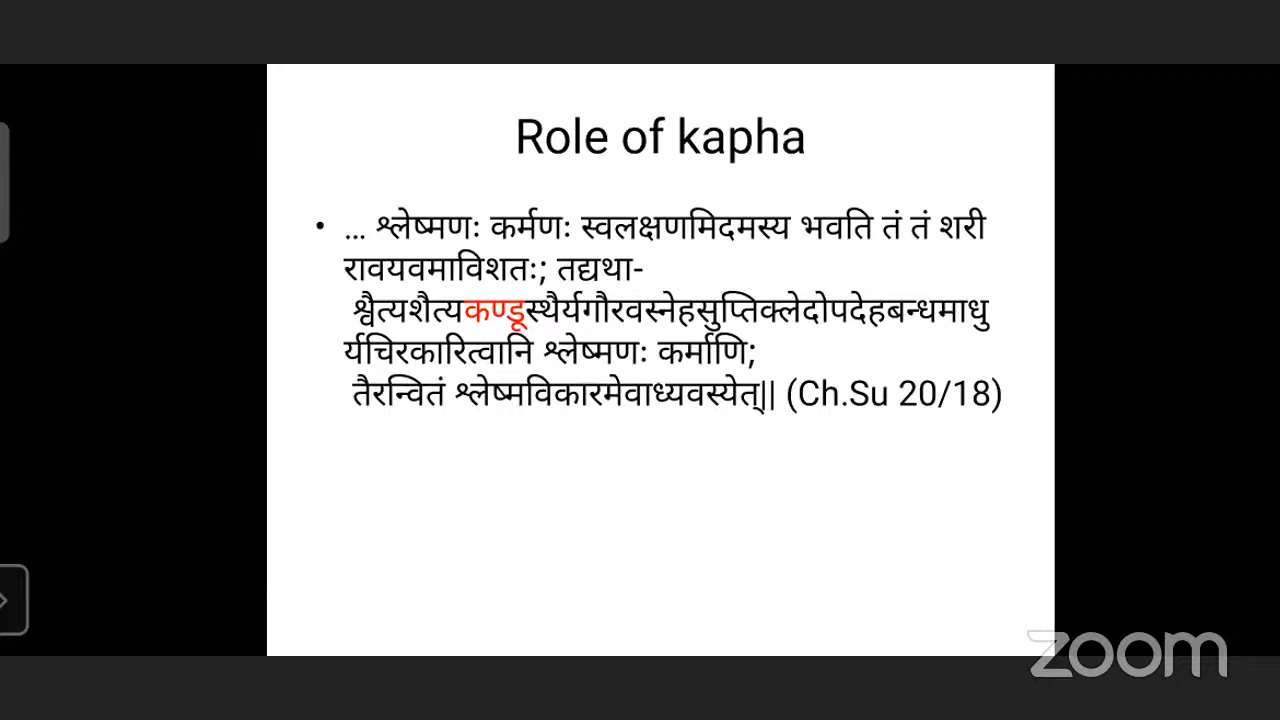 Role of kapha
• ... श्लेष्मणः कर्मणः स्वलक्षणमिदमस्य भवति तं तं शरी
रावयवमाविशतः; तद्यथा-
श्वैत्यशैत्यकण्डूस्थैर्यगौरवस्नेहसुप्तिक्लेदोपदेहबन्धमाधु
र्यचिरकारित्वानि श्लेष्मणः कर्माणि;
तैरन्वितं श्लेष्मविकारमेवाध्यवस्येत्|| (Ch.Su 20/18)
zoom